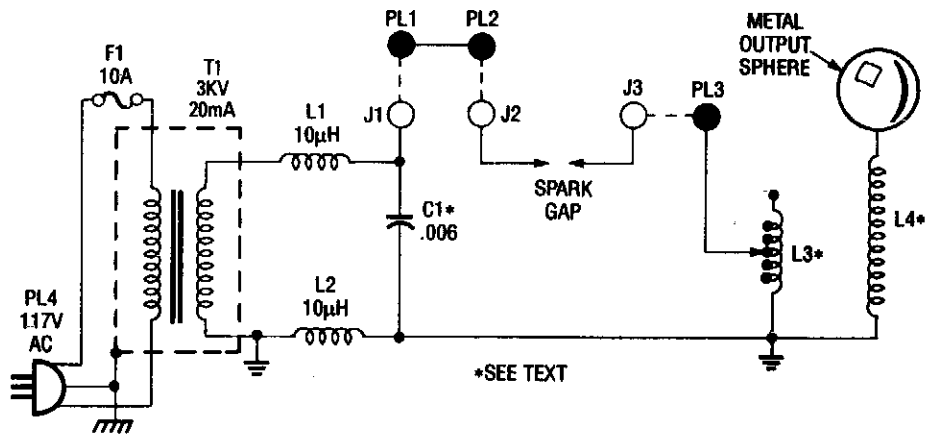 F1
10A
T1
3KV
20mA
L1
10µH
PL1
PL2
J1
J2
J3
PL3
METAL
OUTPUT
SPHERE
SPARK
GAP
C1*
.006
L3*
L4*
L2
10µH
PL4
117V
AC
*SEE TEXT